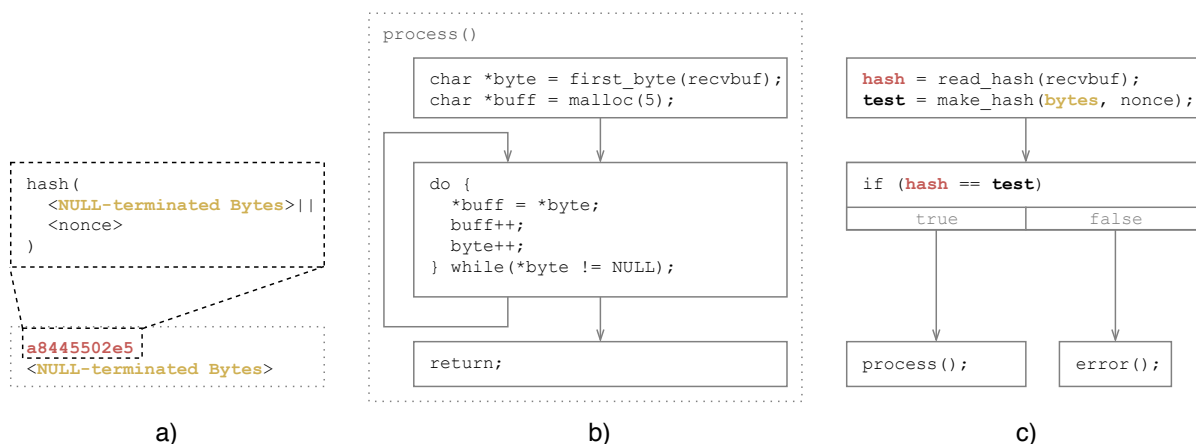 hash(
<NULL-terminated Bytes>||
<nonce>
)
a8445502e5
<NULL-terminated Bytes>
a)
process()
char *byte = first_byte(recvbuf);
char *buff = malloc(5);
do {
*buff = *byte;
buff++;
byte++;
} while(*byte != NULL);
return;
b)
hash = read_hash(recvbuf);
test = make_hash(bytes, nonce);
if (hash == test)
true false
process(); error();
c)